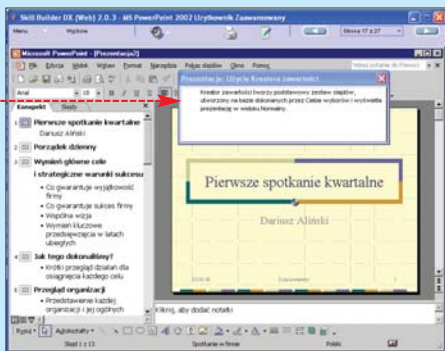 Skill Builder DX (Web) 2.0.3 - MS PowerPoint 2002 Użytkownik Zaawansowany
Menu
Wyjście
Strona 17 z 27
Microsoft PowerPoint - [Prezentacja2]
Plik Edycja Widok Wstaw Format Narzędzia Pokaz slajdów Okno Pomoc
Arial
18
Konspekt Slajdy
Prezentacje: Użycie Kreatora zawartości
Kreator zawartości tworzy podstawowy zestaw slajdów,
utworzony na bazie dokonanych przez Ciebie wyborów i wyświetla
prezentację w widoku Normalny.
1 Pierwsze spotkanie kwartalne
Dariusz Aliński
2 Porządek dzienny
3 Wymień główne cele
i strategiczne warunki sukcesu
• Co gwarantuje wyjątkowość
firmy
• Co gwarantuje sukces firmy
• Wspólna wizja
• Wymień kluczowe
przedsięwzięcia w latach
ubiegłych
4 Jak tego dokonaliśmy?
• Krótki przegląd działań dla
osiągnięcia każdego celu
5 Przegląd organizacji
• Przedstawienie każdej
organizacji i jej ogólnych
Pierwsze spotkanie kwartalne
Dariusz Aliński
Kliknij, aby dodać notatki
Rysuj Autokształty
Slajd 1 z 13
Spotkanie w firmie
Polski